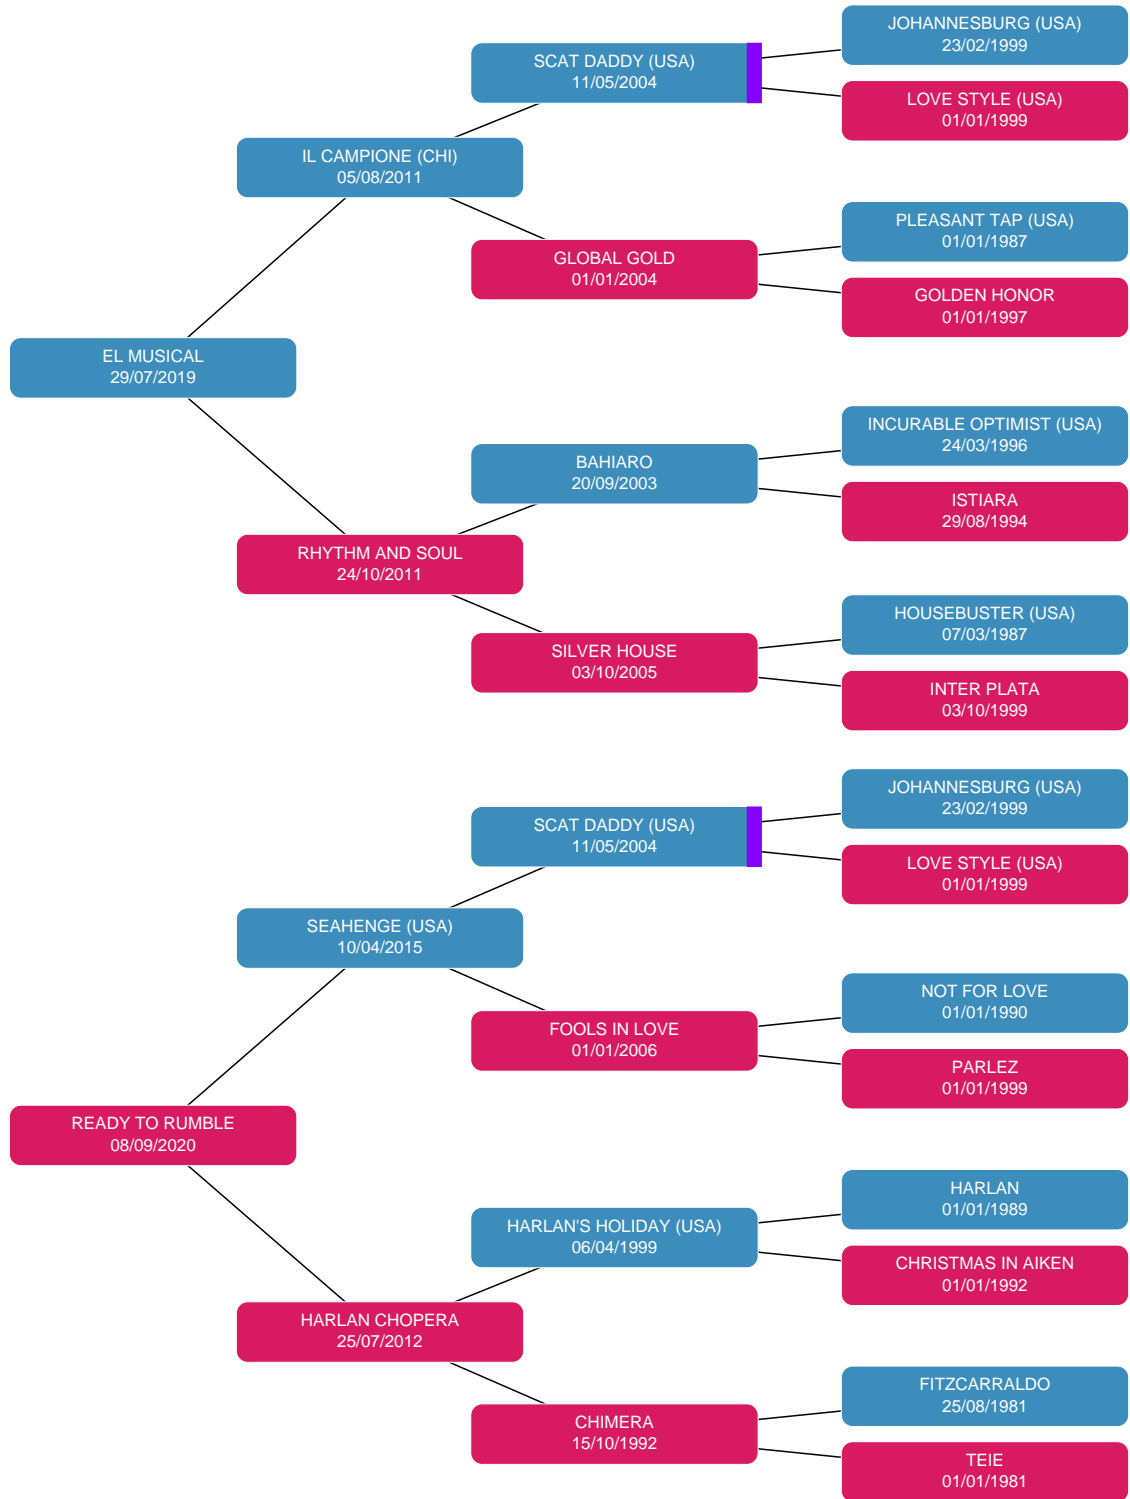 JOHANNESBURG (USA)
23/02/1999
SCAT DADDY (USA)
11/05/2004
LOVE STYLE (USA)
01/01/1999
IL CAMPIONE (CHI)
05/08/2011
PLEASANT TAP (USA)
01/01/1987
GLOBAL GOLD
01/01/2004
GOLDEN HONOR
01/01/1997
EL MUSICAL
29/07/2019
INCURABLE OPTIMIST (USA)
24/03/1996
BAHIARO
20/09/2003
ISTIARA
29/08/1994
RHYTHM AND SOUL
24/10/2011
HOUSEBUSTER (USA)
07/03/1987
SILVER HOUSE
03/10/2005
INTER PLATA
03/10/1999
JOHANNESBURG (USA)
23/02/1999
SCAT DADDY (USA)
11/05/2004
LOVE STYLE (USA)
01/01/1999
SEAHENGE (USA)
10/04/2015
NOT FOR LOVE
01/01/1990
FOOLS IN LOVE
01/01/2006
PARLEZ
01/01/1999
READY TO RUMBLE
08/09/2020
HARLAN
01/01/1989
HARLAN'S HOLIDAY (USA)
06/04/1999
CHRISTMAS IN AIKEN
01/01/1992
HARLAN CHOPERA
25/07/2012
FITZCARRALDO
25/08/1981
CHIMERA
15/10/1992
TEIE
01/01/1981